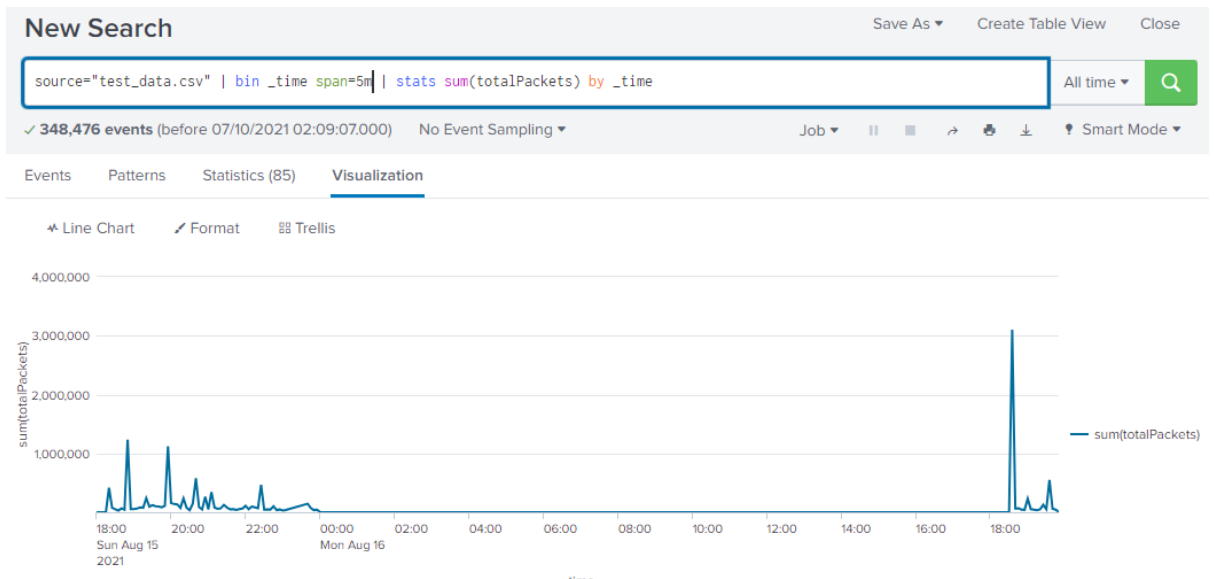 New Search
Save As ▾ Create Table View Close
source="test_data.csv" | bin _time span=5m | stats sum(totalPackets) by _time
All time ▾
✓ 348,476 events (before 07/10/2021 02:09:07.000) No Event Sampling ▾
Job ▾ Smart Mode ▾
Events Patterns Statistics (85) Visualization
Line Chart Format Trellis
4,000,000
3,000,000
2,000,000
1,000,000
sum(totalPackets)
sum(totalPackets)
18:00 20:00 22:00 00:00 02:00 04:00 06:00 08:00 10:00 12:00 14:00 16:00 18:00
Sun Aug 15 Mon Aug 16
2021